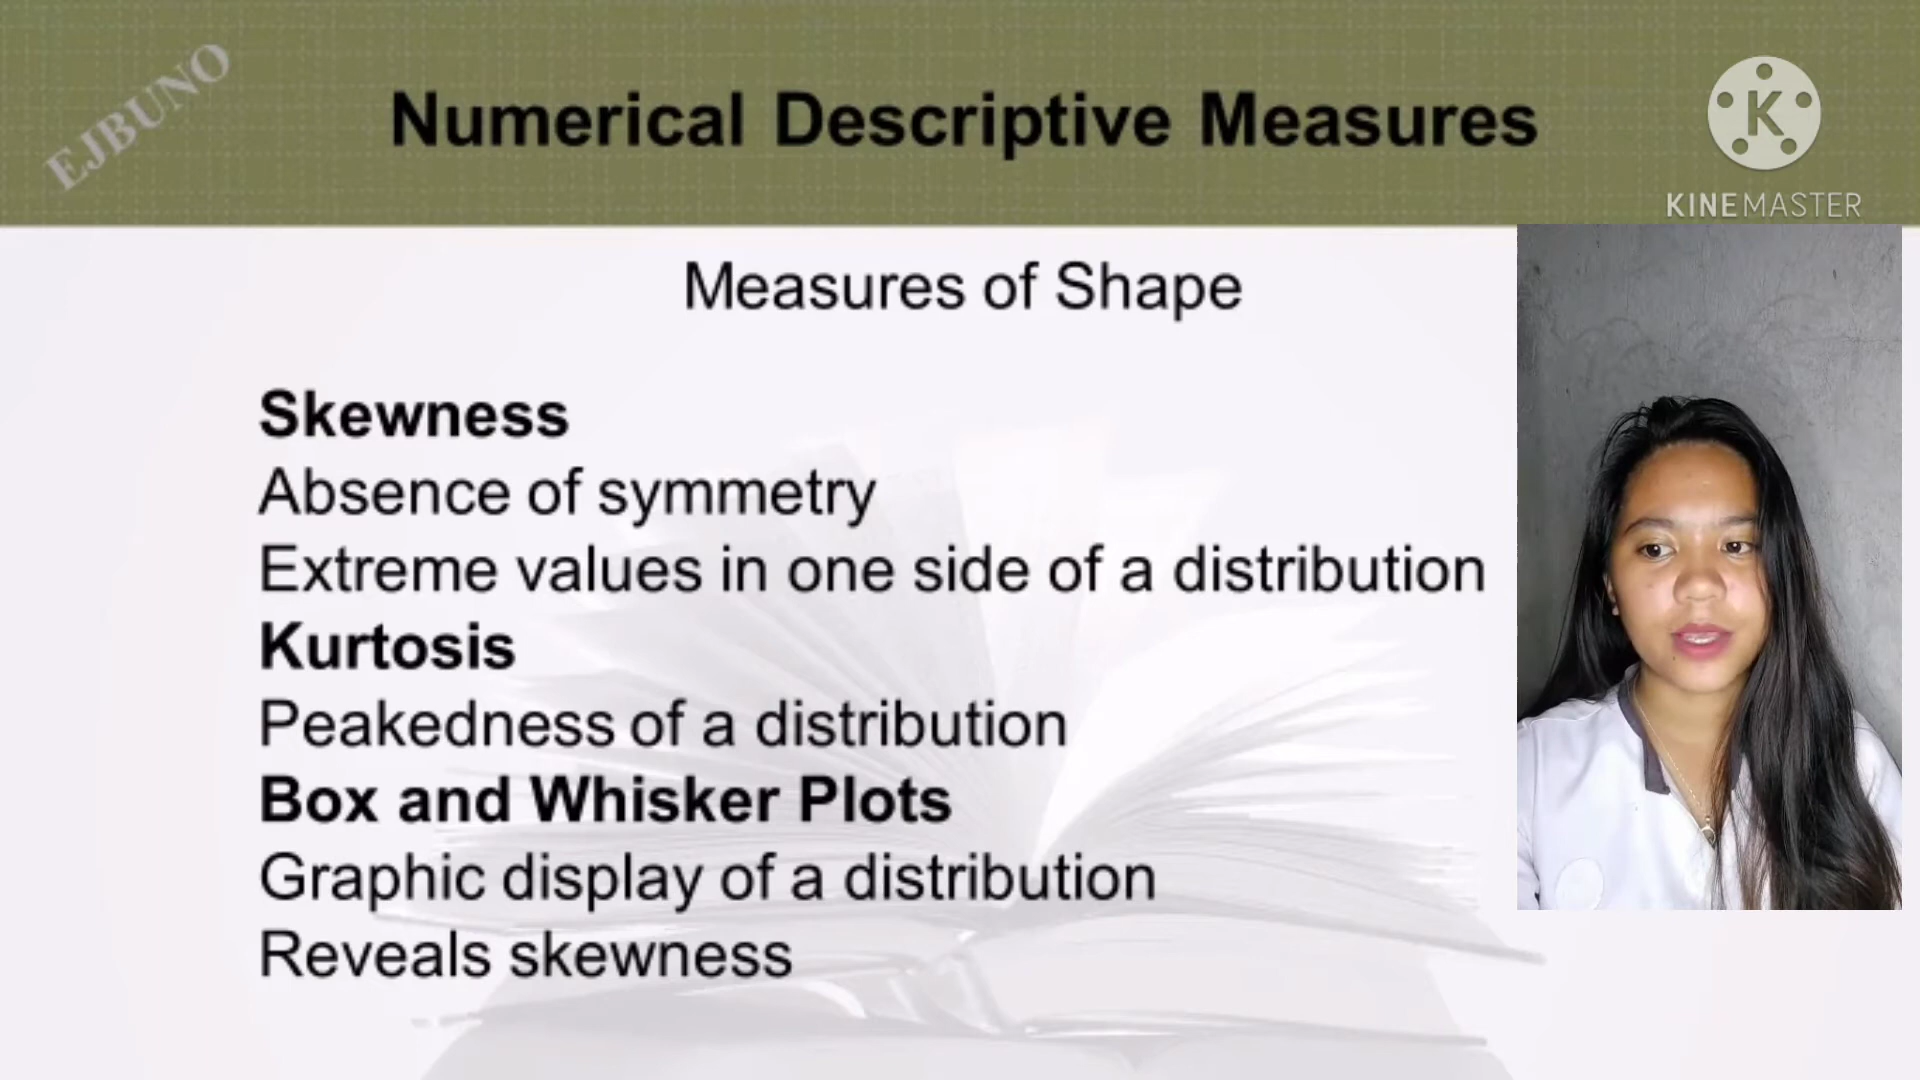 EJBUNO
Numerical Descriptive Measures
K
KINEMASTER
Measures of Shape
Skewness
Absence of symmetry
Extreme values in one side of a distribution
Kurtosis
Peakedness of a distribution
Box and Whisker Plots
Graphic display of a distribution
Reveals skewness